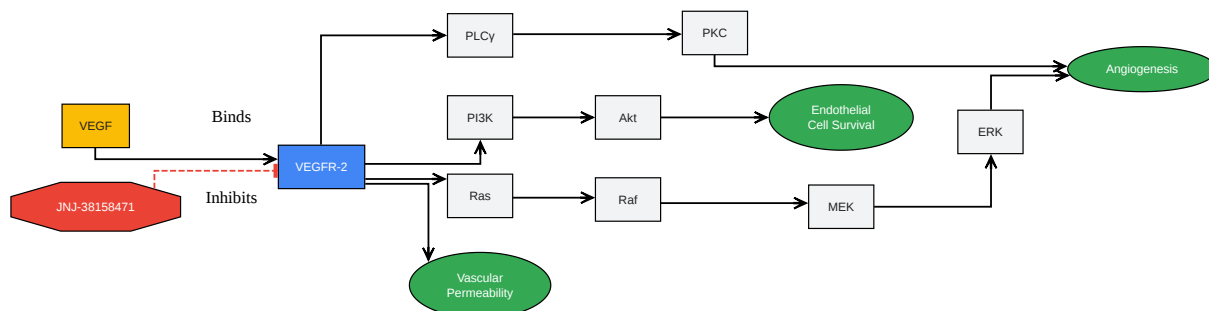 PLCγ
PKC
Angiogenesis
VEGF
Binds
PI3K
Akt
Endothelial
Cell Survival
ERK
VEGFR-2
JNJ-38158471
Inhibits
Ras
Raf
MEK
Vascular
Permeability